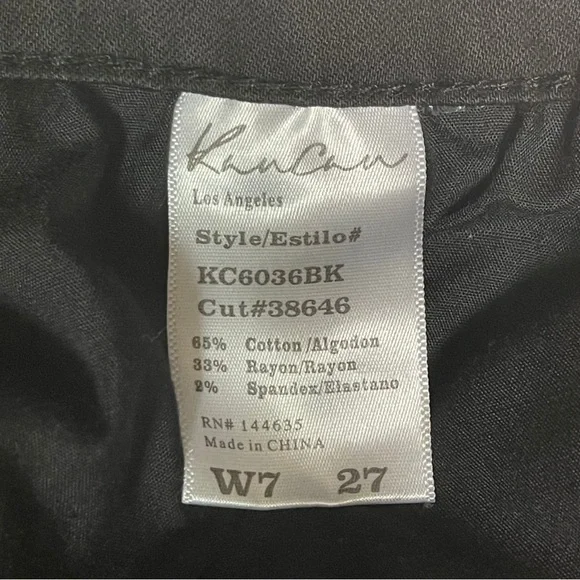 KanCan
Los Angeles
Style/Estilo#
KC6036BK
Cut#38646
65% Cotton/Algodon
33% Rayon/Rayon
2% Spandex/Elastano
RN# 144635
Made in CHINA
W7 27